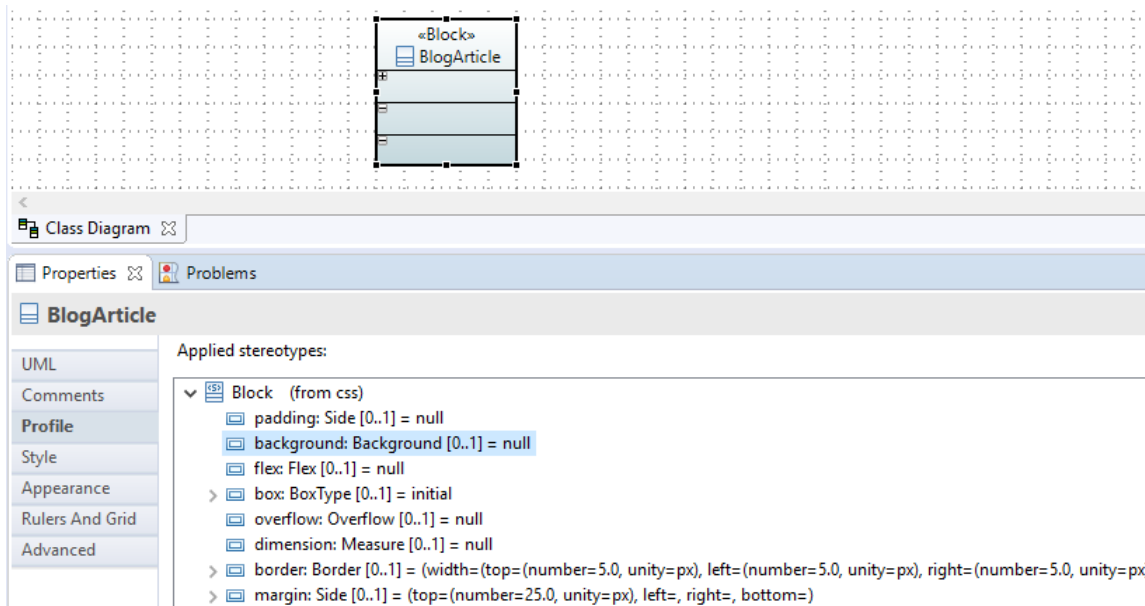 «Block»
BlogArticle
Class Diagram
Properties
Problems
BlogArticle
Applied stereotypes:
UML
Comments
Profile
Style
Appearance
Rulers And Grid
Advanced
Block (from css)
padding: Side [0..1] = null
background: Background [0..1] = null
flex: Flex [0..1] = null
box: BoxType [0..1] = initial
overflow: Overflow [0..1] = null
dimension: Measure [0..1] = null
border: Border [0..1] = (width=(top=(number=5.0, unity=px), left=(number=5.0, unity=px), right=(number=5.0, unity=px
margin: Side [0..1] = (top=(number=25.0, unity=px), left=, right=, bottom=)